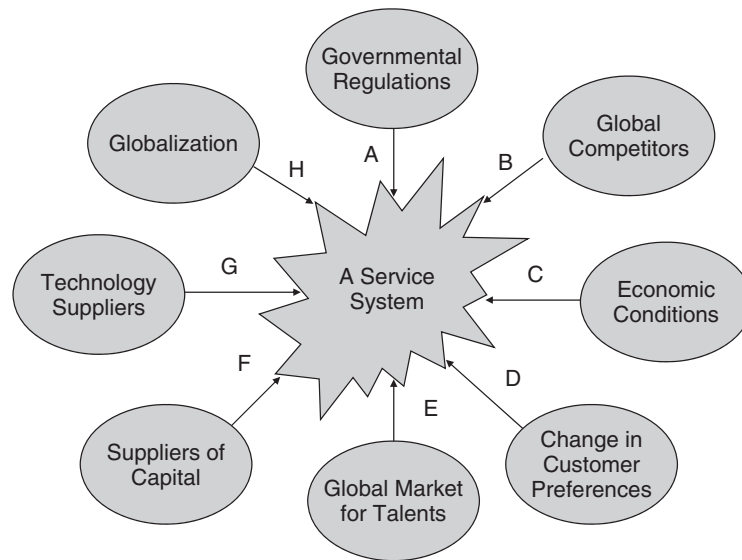 Governmental
Regulations
Globalization
Global
Competitors
H
A
B
Technology
Suppliers
G
A Service
System
C
Economic
Conditions
F
E
D
Suppliers of
Capital
Global Market
for Talents
Change in
Customer
Preferences